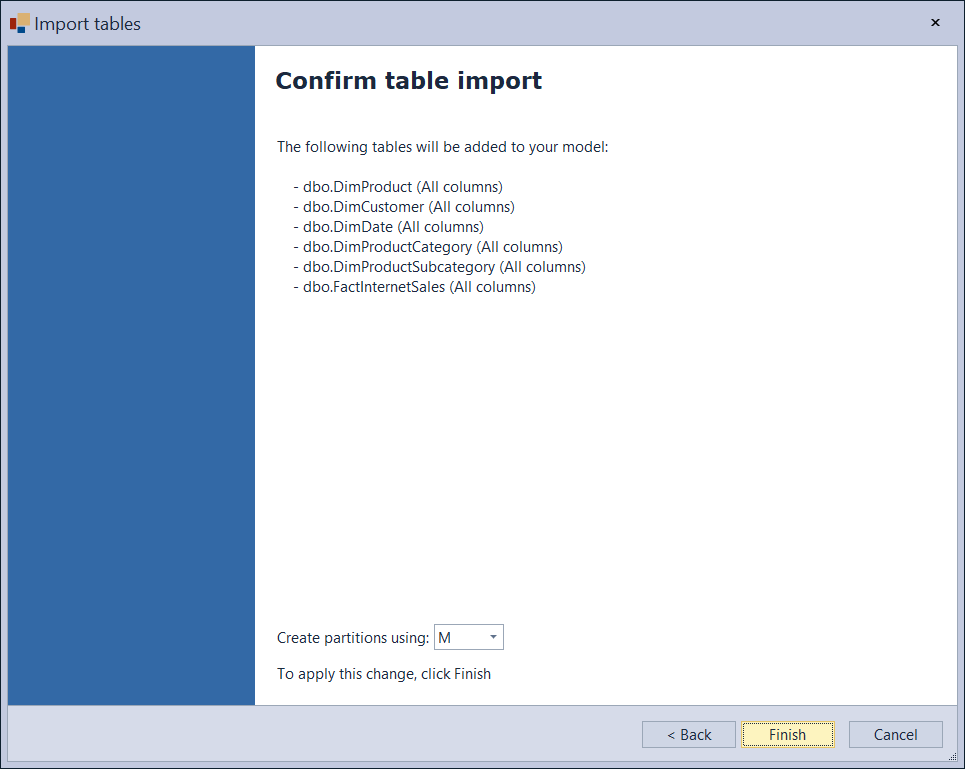 Import tables
Confirm table import
The following tables will be added to your model:
- dbo.DimProduct (All columns)
- dbo.DimCustomer (All columns)
- dbo.DimDate (All columns)
- dbo.DimProductCategory (All columns)
- dbo.DimProductSubcategory (All columns)
- dbo.FactInternetSales (All columns)
Create partitions using: M
To apply this change, click Finish
< Back Finish Cancel